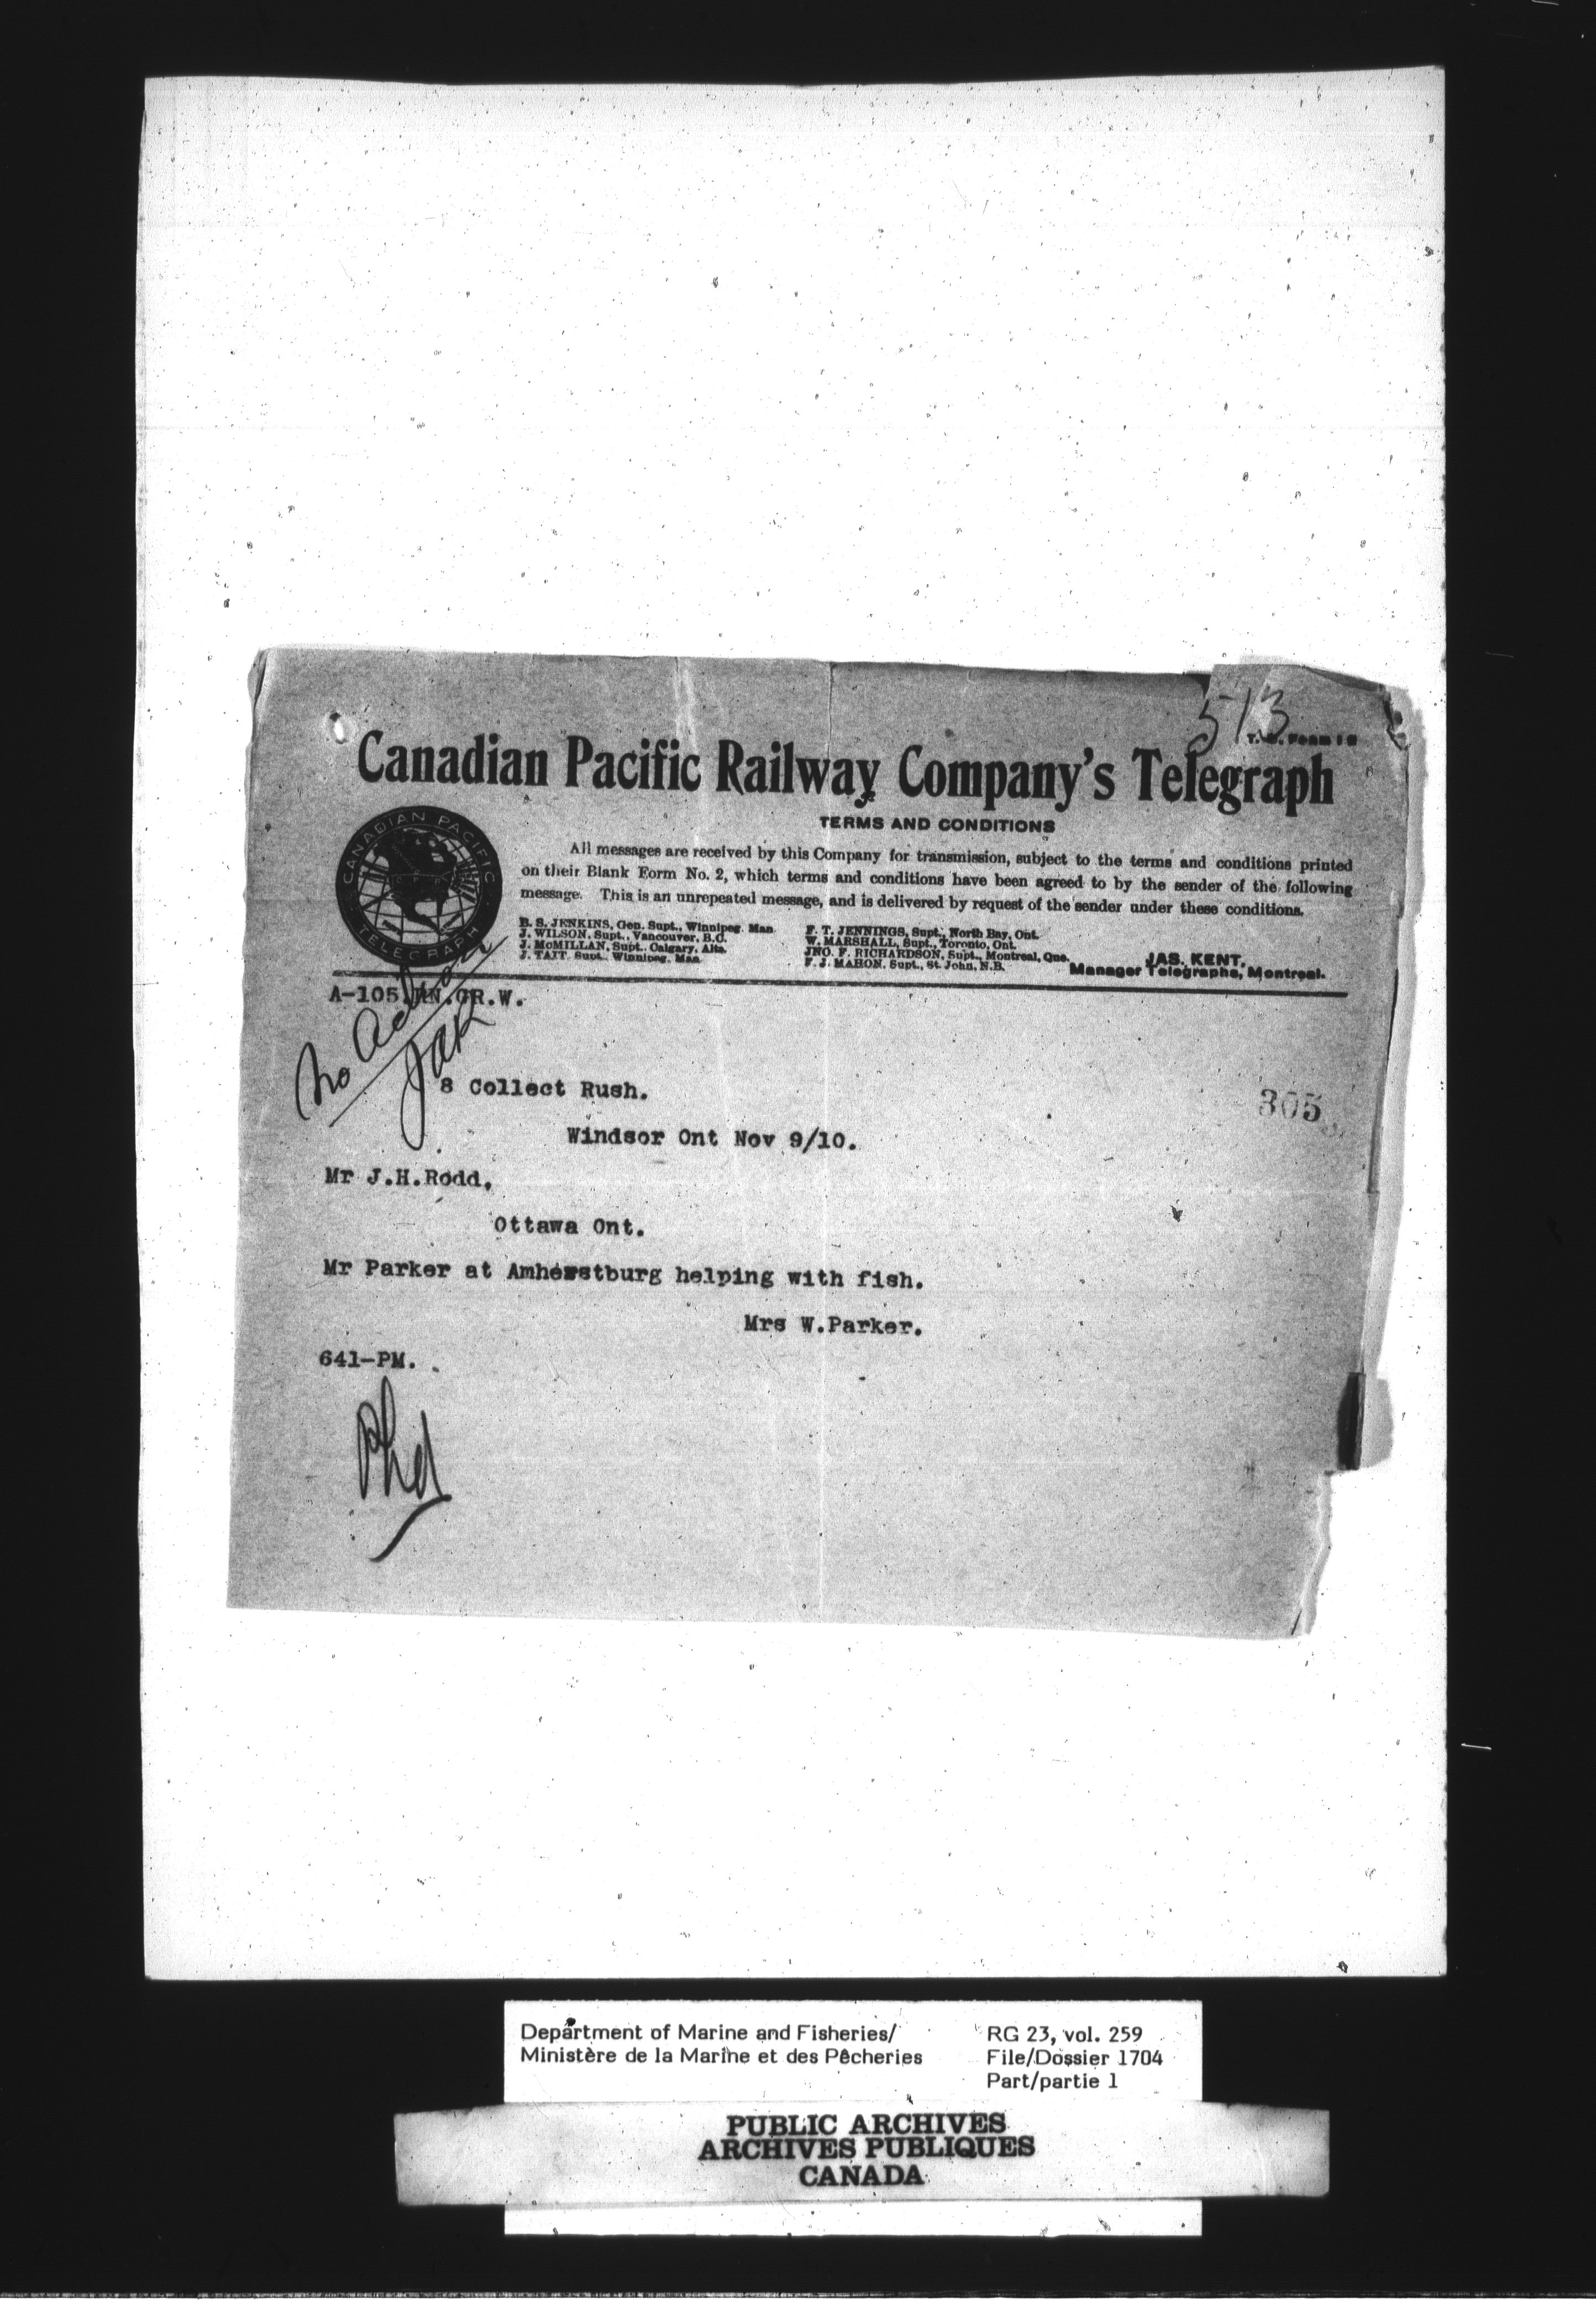 513
Canadian Pacific Railway Company's Telegraph
TERMS AND CONDITIONS
CANADIAN PACIFIC
TELEGRAPH
All messages are received by this Company for transmission, subject to the terms and conditions printed
on their Blank Form No. 2, which terms and conditions have been agreed to by the sender of the following
message. This is an unrepeated message, and is delivered by request of the sender under these conditions.
B. S. JENKINS, Gen. Supt., Winnipeg, Man.
J. WILSON, Supt., Vancouver, B.C.
J. McMILLAN, Supt., Calgary, Alta.
J. TAIT, Supt., Winnipeg, Man.
F. T. JENNINGS, Supt., North Bay, Ont.
W. MARSHALL, Supt., Toronto, Ont.
JNO. F. RICHARDSON, Supt., Montreal, Que.
F. J. MAHON, Supt., St. John, N.B.
JAS. KENT,
Manager Telegraphs, Montreal.
A-105.RN.GR.W.
No action
8 Collect Rush.
305
Windsor Ont Nov 9/10.
Mr J.H.Rodd,
Ottawa Ont.
Mr Parker at Amherstburg helping with fish.
Mrs W.Parker.
641-PM.
Department of Marine and Fisheries/
Ministère de la Marine et des Pêcheries
RG 23, vol. 259
File/Dossier 1704
Part/partie 1
PUBLIC ARCHIVES
ARCHIVES PUBLIQUES
CANADA